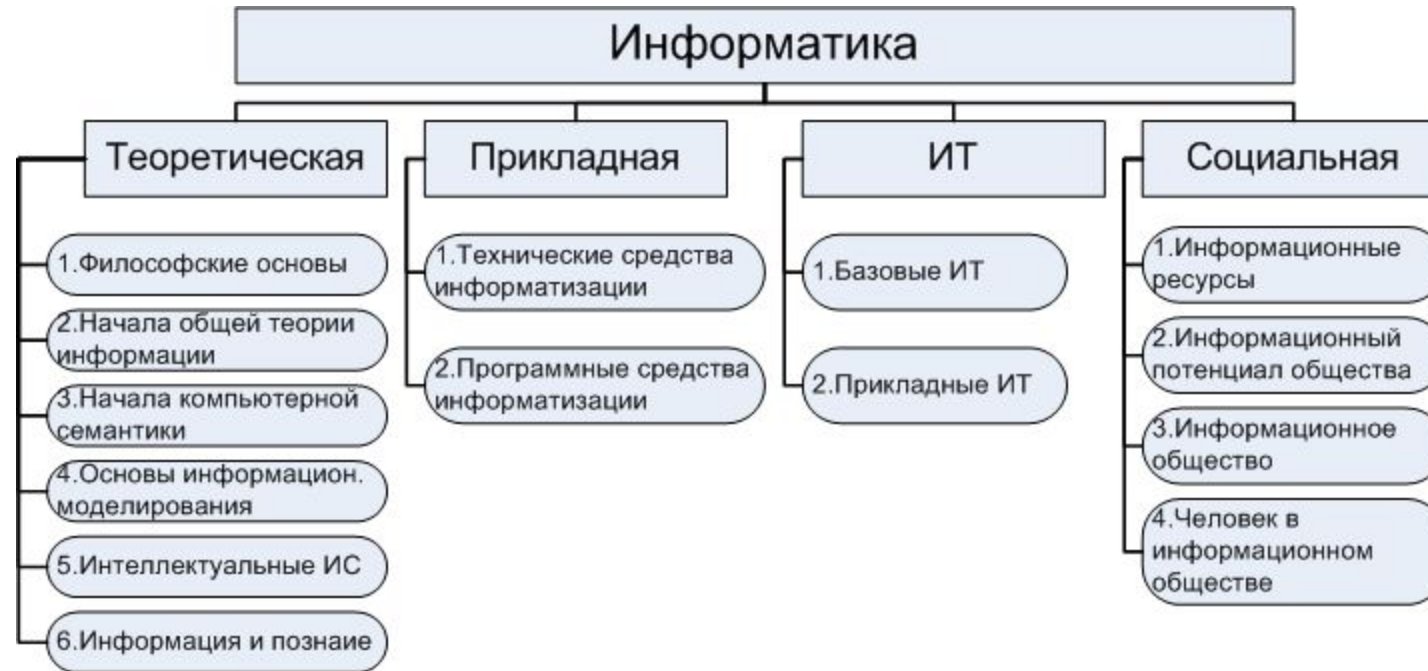 Информатика
Теоретическая
1.Философские основы
2.Начала общей теории
информации
3.Начала компьютерной
семантики
4.Основы информацион.
моделирования
5.Интеллектуальные ИС
6.Информация и познаие
Прикладная
1.Технические средства
информатизации
2.Программные средства
информатизации
ИТ
1.Базовые ИТ
2.Прикладные ИТ
Социальная
1.Информационные
ресурсы
2.Информационный
потенциал общества
3.Информационное
общество
4.Человек в
информационном
обществе